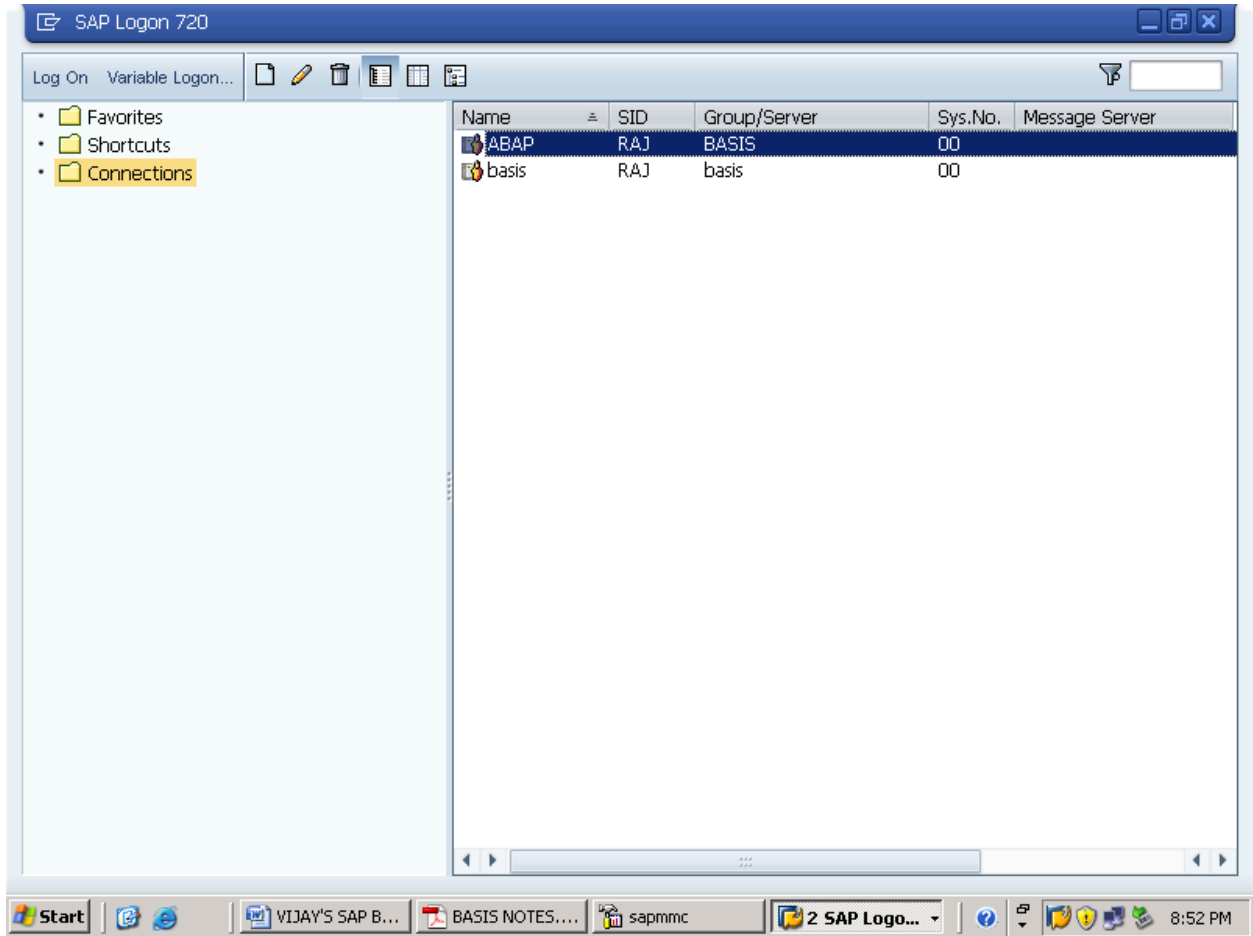 SAP Logon 720
Log On Variable Logon...
Favorites
Shortcuts
Connections
Name SID Group/Server Sys.No. Message Server
ABAP RAJ BASIS 00
basis RAJ basis 00
Start VIJAY'S SAP B... BASIS NOTES.... sapmmc 2 SAP Logo... 8:52 PM